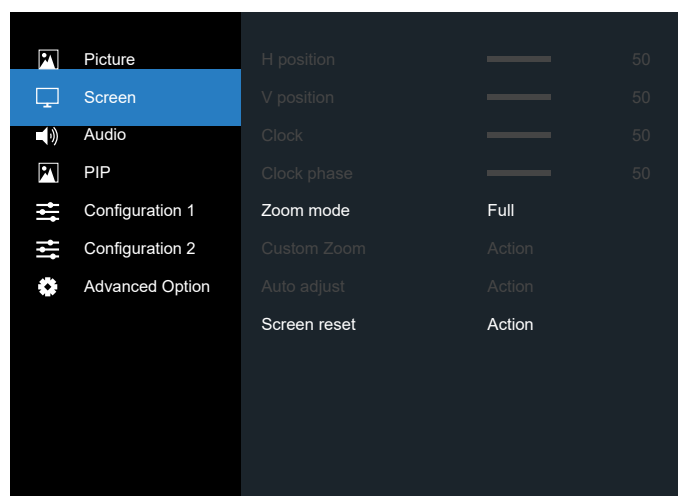 Picture
Screen
Audio
PIP
Configuration 1
Configuration 2
Advanced Option
H position 50
V position 50
Clock 50
Clock phase 50
Zoom mode Full
Custom Zoom Action
Auto adjust Action
Screen reset Action